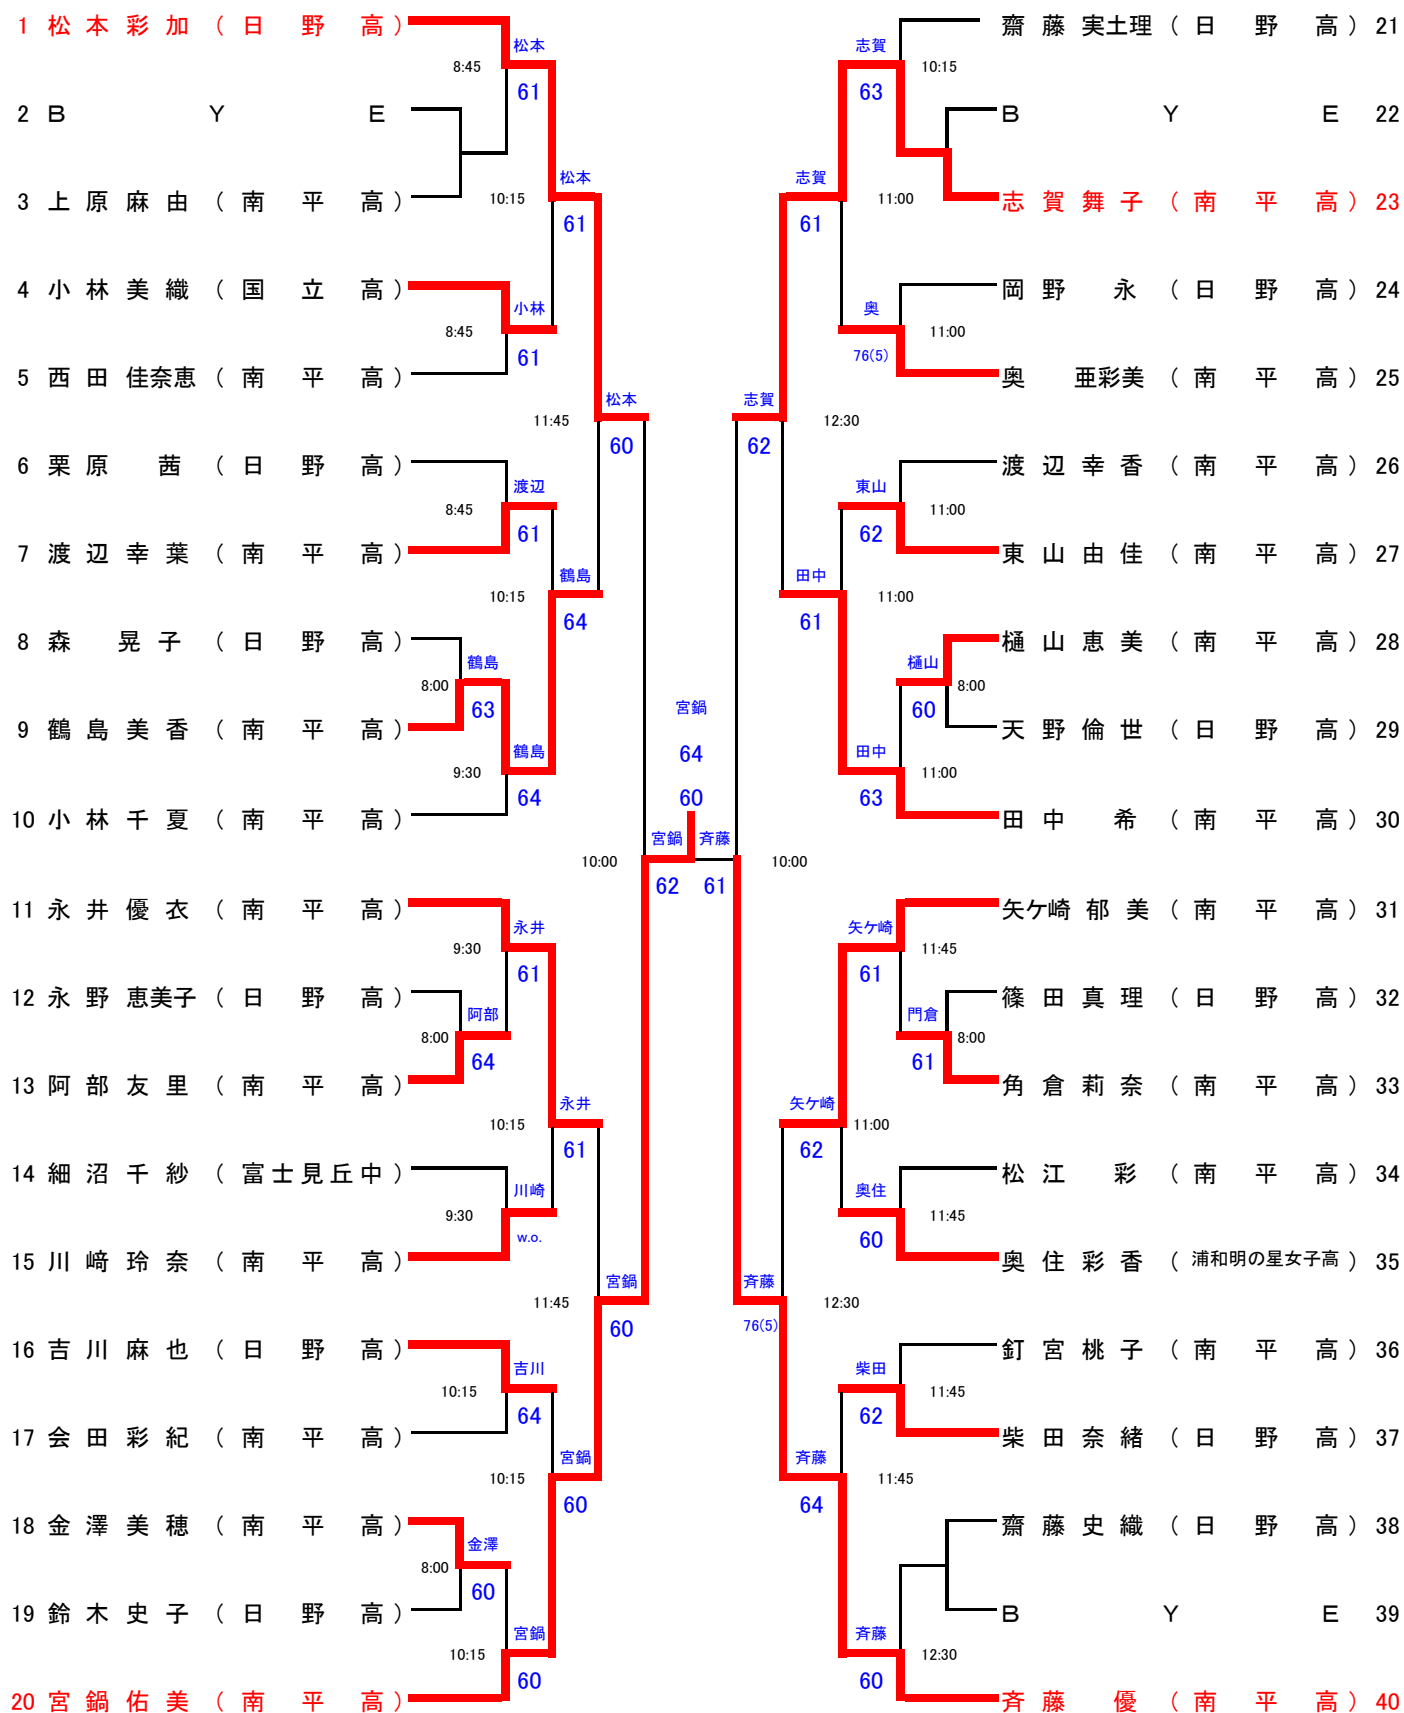 1 松本彩加 ( 日野高 )
松本
8:45
61
2 B Y E
3 上原麻由 ( 南平高 )
10:15
松本
61
4 小林美織 ( 国立高 )
小林
8:45
61
5 西田佳奈恵 ( 南平高 )
11:45
松本
60
6 栗原茜 ( 日野高 )
渡辺
8:45
61
7 渡辺幸葉 ( 南平高 )
鶴島
10:15
64
8 森晃子 ( 日野高 )
鶴島
8:00
63
9 鶴島美香 ( 南平高 )
鶴島
9:30
64
10 小林千夏 ( 南平高 )
10:00
宮鍋
62
11 永井優衣 ( 南平高 )
永井
9:30
61
12 永野恵美子 ( 日野高 )
阿部
8:00
64
13 阿部友里 ( 南平高 )
永井
10:15
61
14 細沼千紗 ( 富士見丘中 )
川崎
9:30
w.o.
15 川﨑玲奈 ( 南平高 )
宮鍋
11:45
60
16 吉川麻也 ( 日野高 )
吉川
10:15
64
17 会田彩紀 ( 南平高 )
宮鍋
10:15
60
18 金澤美穂 ( 南平高 )
金澤
8:00
60
19 鈴木史子 ( 日野高 )
宮鍋
10:15
60
20 宮鍋佑美 ( 南平高 )
宮鍋
64
60
齋藤実土理 ( 日野高 ) 21
志賀
10:15
63
B Y E 22
志賀
11:00
61
志賀舞子 ( 南平高 ) 23
岡野永 ( 日野高 ) 24
奥
11:00
76(5)
奥亜彩美 ( 南平高 ) 25
志賀
12:30
62
渡辺幸香 ( 南平高 ) 26
東山
11:00
62
東山由佳 ( 南平高 ) 27
田中
11:00
61
樋山恵美 ( 南平高 ) 28
樋山
8:00
60
天野倫世 ( 日野高 ) 29
田中
11:00
63
田中希 ( 南平高 ) 30
斉藤
10:00
61
矢ケ崎郁美 ( 南平高 ) 31
矢ケ崎
11:45
61
篠田真理 ( 日野高 ) 32
門倉
8:00
61
角倉莉奈 ( 南平高 ) 33
矢ケ崎
11:00
62
松江彩 ( 南平高 ) 34
奥住
11:45
60
奥住彩香 ( 浦和明の星女子高 ) 35
斉藤
12:30
76(5)
釘宮桃子 ( 南平高 ) 36
柴田
11:45
62
柴田奈緒 ( 日野高 ) 37
斉藤
11:45
64
齋藤史織 ( 日野高 ) 38
B Y E 39
斉藤
12:30
60
斉藤優 ( 南平高 ) 40